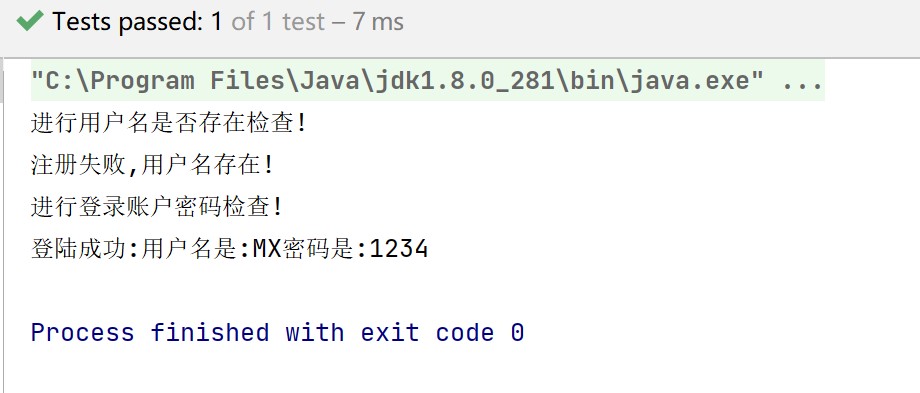 Tests passed: 1 of 1 test – 7 ms
"C:\Program Files\Java\jdk1.8.0_281\bin\java.exe" ...
进行用户名是否存在检查!
注册失败,用户名存在!
进行登录账户密码检查!
登陆成功:用户名是:MX密码是:1234
Process finished with exit code 0